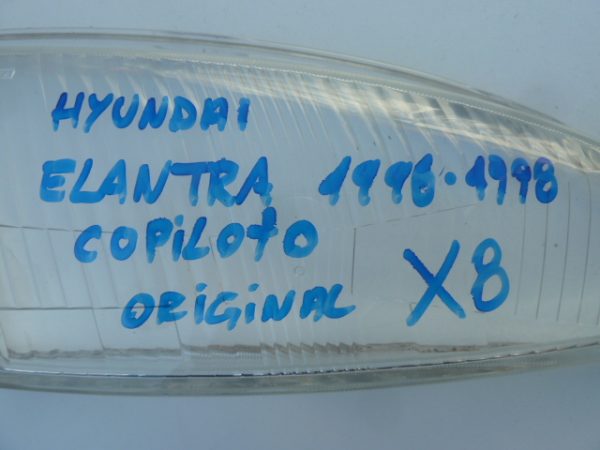 HYUNDAI
ELANTRA 1996-1998
COPILOTO
ORIGINAL X8